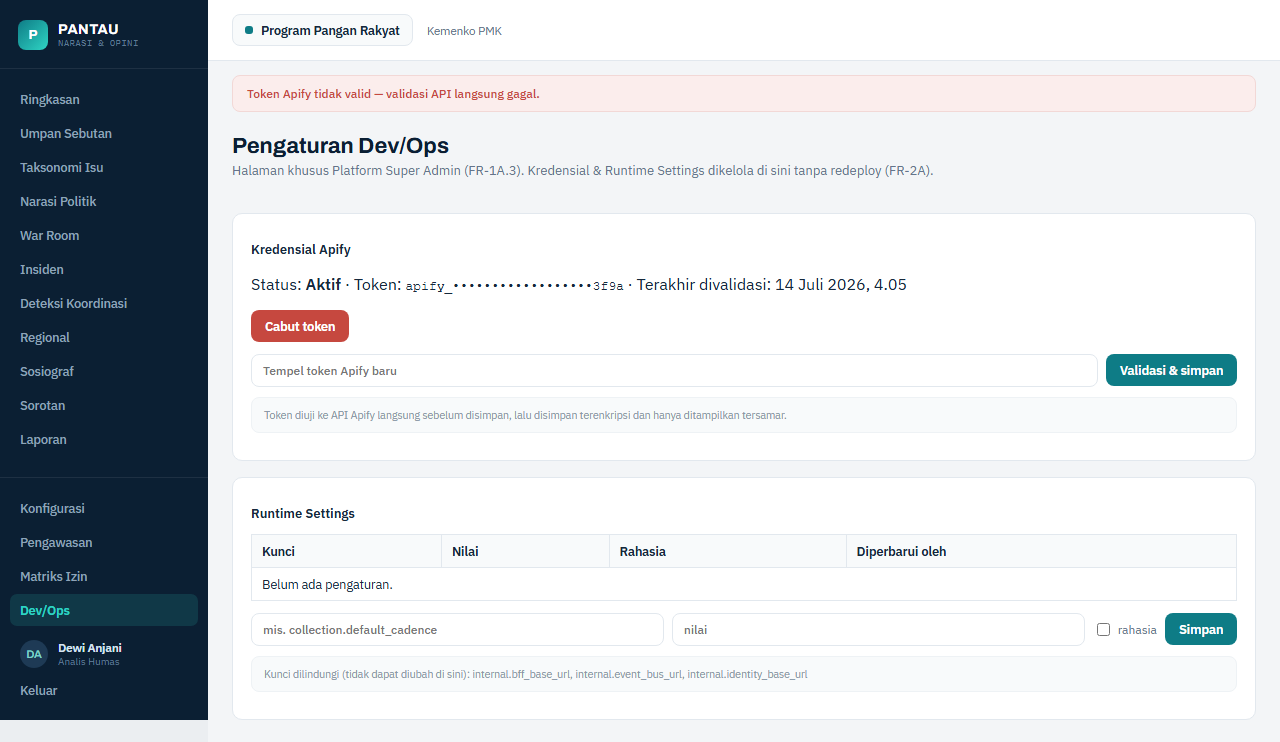 P
PANTAU
NARASI & OPINI
Ringkasan
Umpan Sebutan
Taksonomi Isu
Narasi Politik
War Room
Insiden
Deteksi Koordinasi
Regional
Sosiograf
Sorotan
Laporan
Konfigurasi
Pengawasan
Matriks Izin
Dev/Ops
DA
Dewi Anjani
Analis Humas
Keluar
Program Pangan Rakyat
Kemenko PMK
Token Apify tidak valid — validasi API langsung gagal.
Pengaturan Dev/Ops
Halaman khusus Platform Super Admin (FR-1A.3). Kredensial & Runtime Settings dikelola di sini tanpa redeploy (FR-2A).
Kredensial Apify
Status: Aktif · Token: apify_••••••••••••••••••3f9a · Terakhir divalidasi: 14 Juli 2026, 4.05
Cabut token
Tempel token Apify baru
Validasi & simpan
Token diuji ke API Apify langsung sebelum disimpan, lalu disimpan terenkripsi dan hanya ditampilkan tersamar.
Runtime Settings
Kunci Nilai Rahasia Diperbarui oleh
Belum ada pengaturan.
mis. collection.default_cadence
nilai
rahasia
Simpan
Kunci dilindungi (tidak dapat diubah di sini): internal.bff_base_url, internal.event_bus_url, internal.identity_base_url